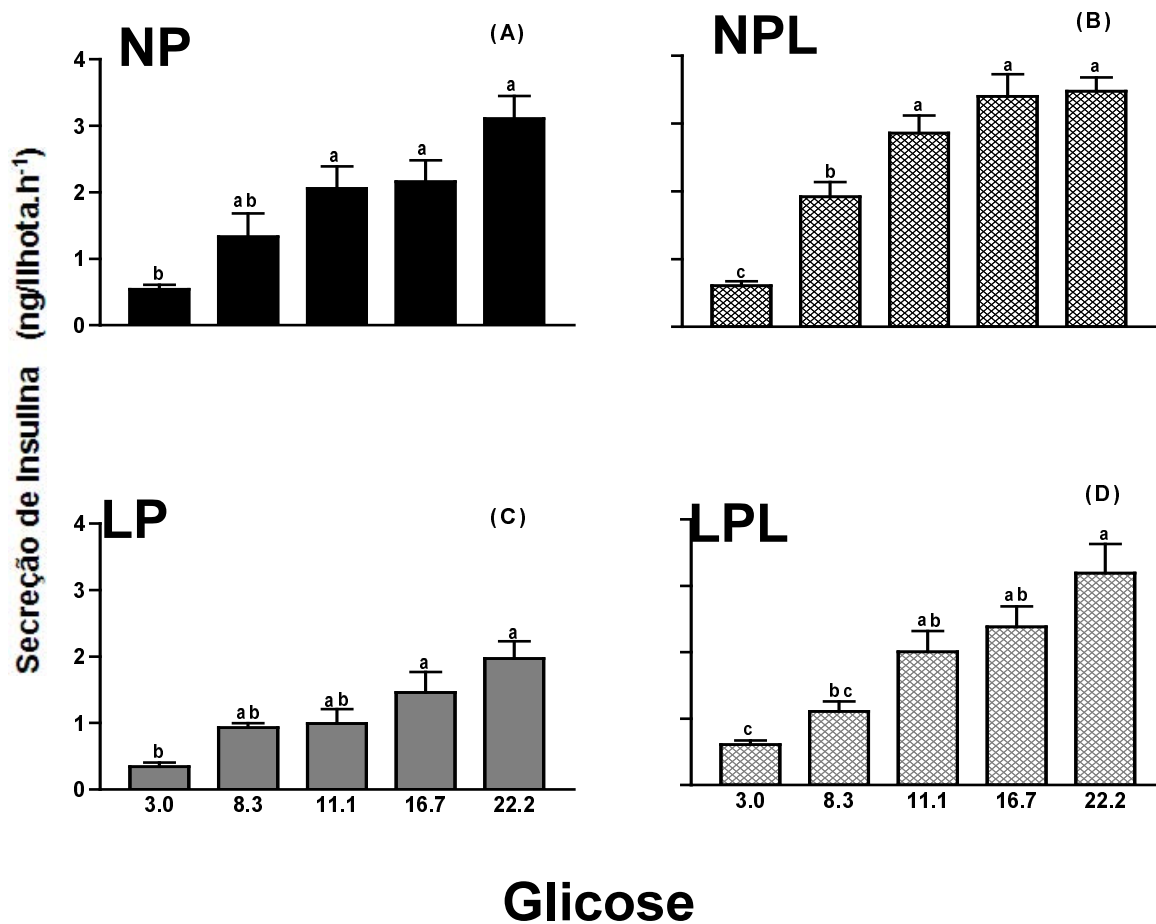 NP
(A)
4
3
2
1
0
b
ab
a
a
a
NPL
(B)
c
b
a
a
a
Secreção de Insulina (ng/Ilhota.h-1)
LP
(C)
4
3
2
1
0
b
ab
ab
a
a
3.0 8.3 11.1 16.7 22.2
LPL
(D)
c
bc
ab
ab
a
3.0 8.3 11.1 16.7 22.2
Glicose